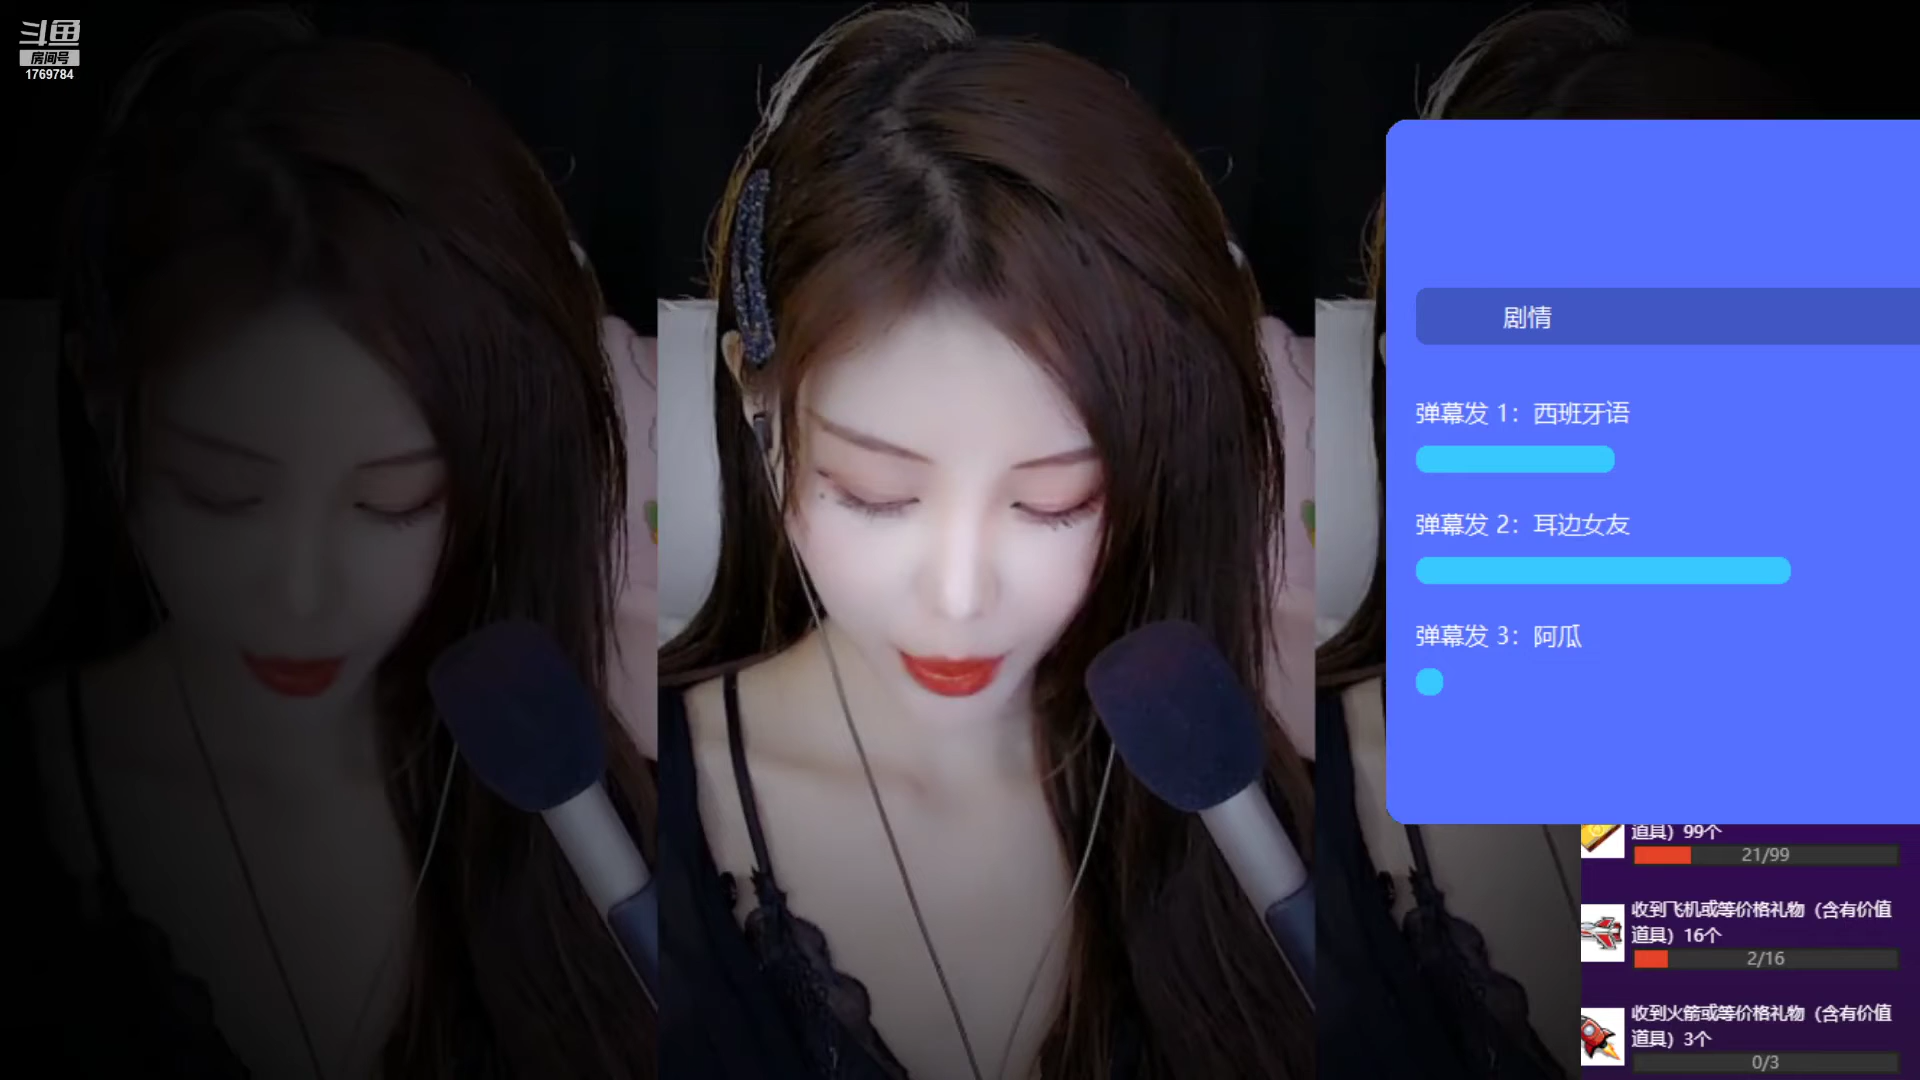 斗鱼
房间号
1769784
剧情
弹幕发 1：西班牙语
弹幕发 2：耳边女友
弹幕发 3：阿瓜
道具）99个
21/99
收到飞机或等价格礼物（含有价值
道具）16个
2/16
收到火箭或等价格礼物（含有价值
道具）3个
0/3